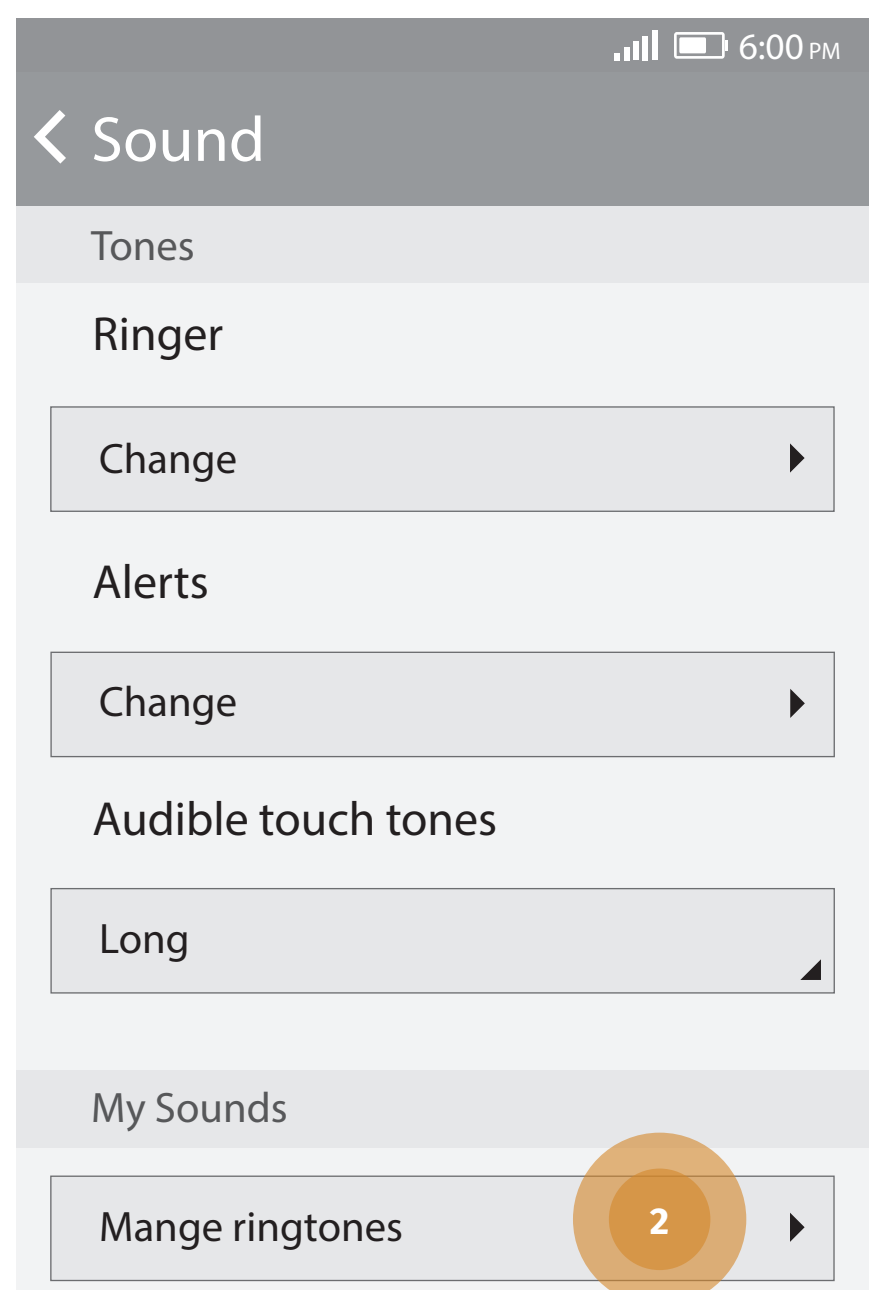 6:00 PM
Sound
Tones
Ringer
Change
Alerts
Change
Audible touch tones
Long
My Sounds
Mange ringtones
2